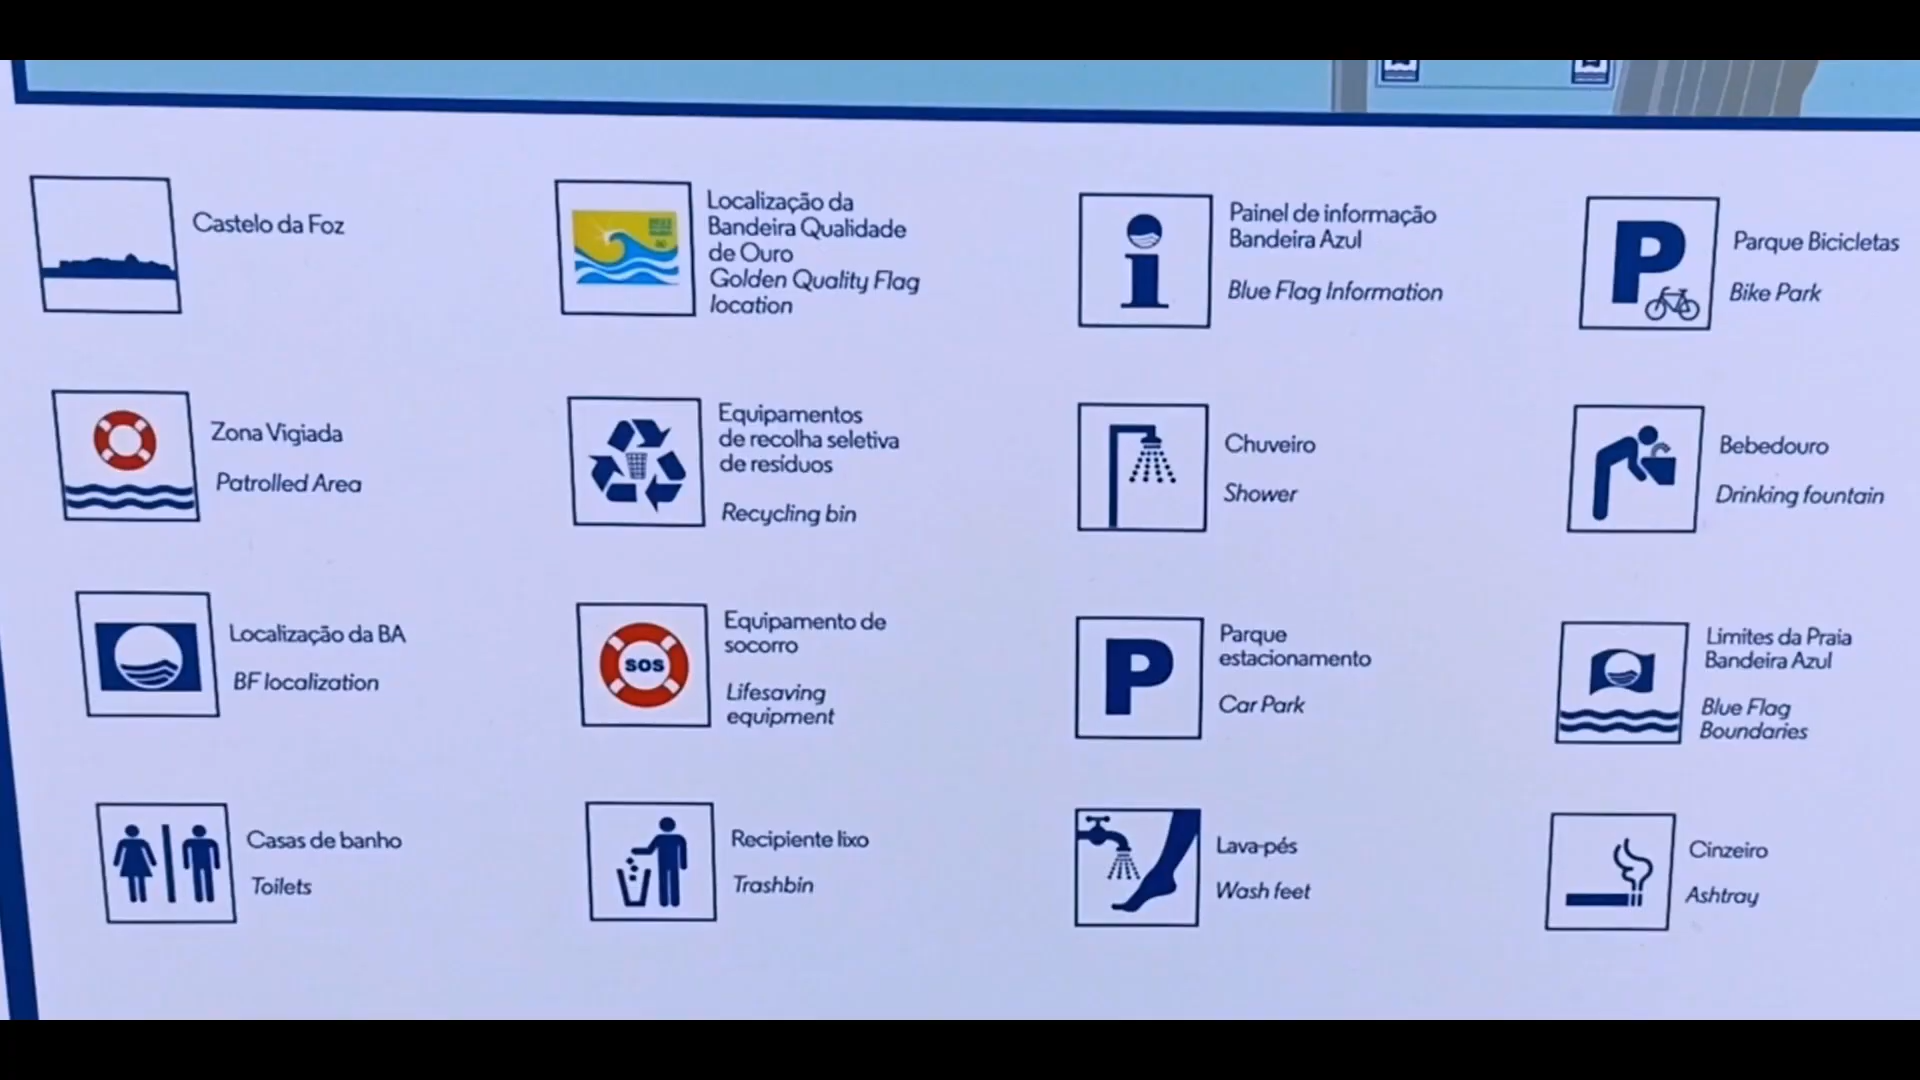 Castelo da Foz
Localização da
Bandeira Qualidade
de Ouro
Golden Quality Flag
location
Painel de informação
Bandeira Azul
Blue Flag Information
P
Parque Bicicletas
Bike Park
Zona Vigiada
Patrolled Area
Equipamentos
de recolha seletiva
de resíduos
Recycling bin
Chuveiro
Shower
Bebedouro
Drinking fountain
Localização da BA
BF localization
SOS
Equipamento de
socorro
Lifesaving
equipment
P
Parque
estacionamento
Car Park
Limites da Praia
Bandeira Azul
Blue Flag
Boundaries
Casas de banho
Toilets
Recipiente lixo
Trashbin
Lava-pés
Wash feet
Cinzeiro
Ashtray